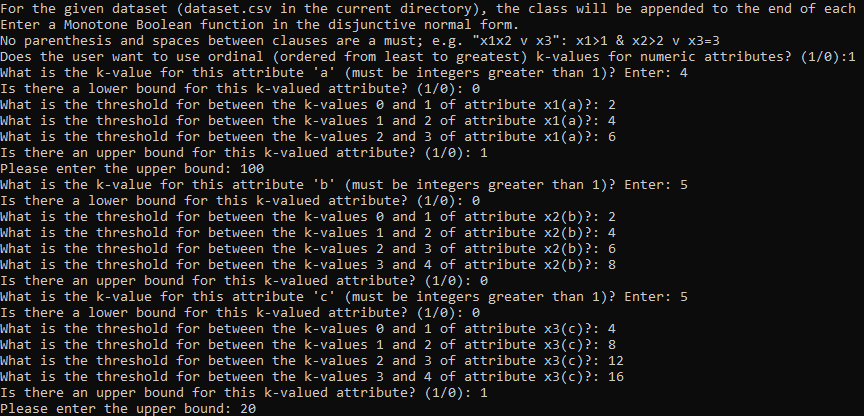 For the given dataset (dataset.csv in the current directory), the class will be appended to the end of each
Enter a Monotone Boolean function in the disjunctive normal form.
No parenthesis and spaces between clauses are a must; e.g. "x1x2 v x3": x1>1 & x2>2 v x3=3
Does the user want to use ordinal (ordered from least to greatest) k-values for numeric attributes? (1/0):1
What is the k-value for this attribute 'a' (must be integers greater than 1)? Enter: 4
Is there a lower bound for this k-valued attribute? (1/0): 0
What is the threshold for between the k-values 0 and 1 of attribute x1(a)?: 2
What is the threshold for between the k-values 1 and 2 of attribute x1(a)?: 4
What is the threshold for between the k-values 2 and 3 of attribute x1(a)?: 6
Is there an upper bound for this k-valued attribute? (1/0): 1
Please enter the upper bound: 100
What is the k-value for this attribute 'b' (must be integers greater than 1)? Enter: 5
Is there a lower bound for this k-valued attribute? (1/0): 0
What is the threshold for between the k-values 0 and 1 of attribute x2(b)?: 2
What is the threshold for between the k-values 1 and 2 of attribute x2(b)?: 4
What is the threshold for between the k-values 2 and 3 of attribute x2(b)?: 6
What is the threshold for between the k-values 3 and 4 of attribute x2(b)?: 8
Is there an upper bound for this k-valued attribute? (1/0): 0
What is the k-value for this attribute 'c' (must be integers greater than 1)? Enter: 5
Is there a lower bound for this k-valued attribute? (1/0): 0
What is the threshold for between the k-values 0 and 1 of attribute x3(c)?: 4
What is the threshold for between the k-values 1 and 2 of attribute x3(c)?: 8
What is the threshold for between the k-values 2 and 3 of attribute x3(c)?: 12
What is the threshold for between the k-values 3 and 4 of attribute x3(c)?: 16
Is there an upper bound for this k-valued attribute? (1/0): 1
Please enter the upper bound: 20